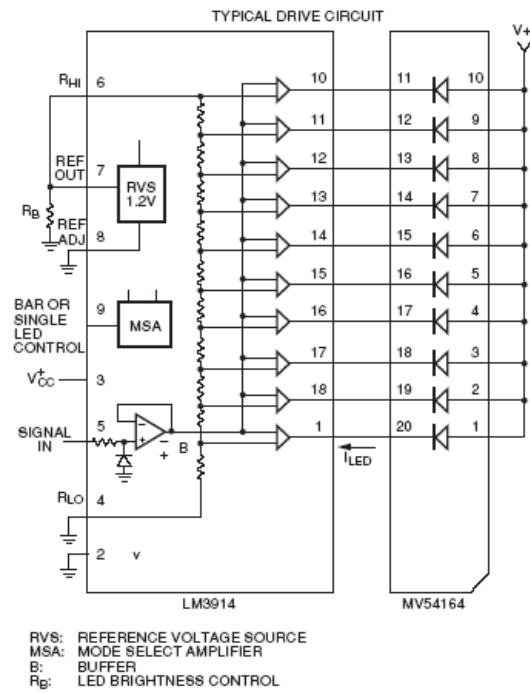 TYPICAL DRIVE CIRCUIT
V+
RHI 6 10 11 10
11 12 9
REF OUT 7 12 13 8
RVS 1.2V
13 14 7
RB
REF ADJ 8 14 15 6
15 16 5
BAR OR SINGLE LED CONTROL 9 MSA 16 17 4
17 18 3
V+CC 3 18 19 2
SIGNAL IN 5 − + − + B 1 20 1
ILED
RLO 4
2 v
LM3914 MV54164
RVS: REFERENCE VOLTAGE SOURCE
MSA: MODE SELECT AMPLIFIER
B: BUFFER
RB: LED BRIGHTNESS CONTROL